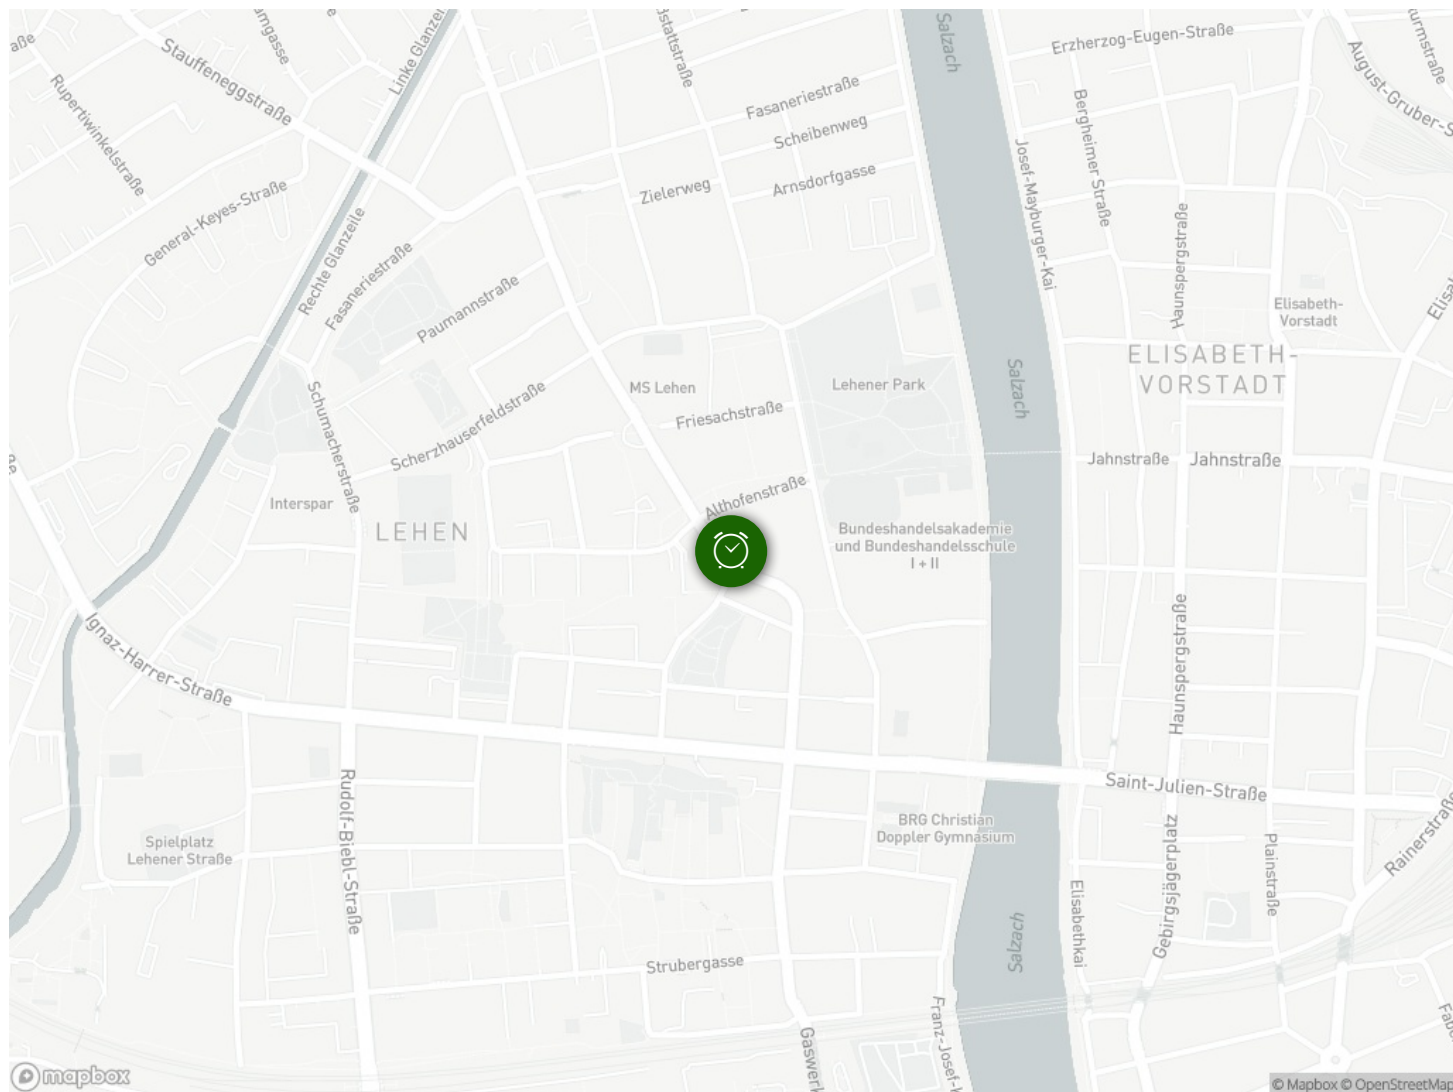 Salzach
Erzherzog-Eugen-Straße
August-Gruber-S
Stauffeneggstraße
Linke Glanzeile
Rupertiwinkelstraße
Fasaneriestraße
Scheibenweg
Bergheimer Straße
Josef-Mayburger-Kai
Zielerweg
Arnsdorfgasse
General-Keyes-Straße
Rechte Glanzeile
Fasaneriestraße
Paumannstraße
Haunspergstraße
Elisabeth-
Vorstadt
ELISABETH-
VORSTADT
MS Lehen
Lehener Park
Salzach
Friesachstraße
Schumacherstraße
Scherzhauserfeldstraße
Jahnstraße
Jahnstraße
Interspar
LEHEN
Althofenstraße
Bundeshandelsakademie
und Bundeshandelsschule
I + II
Ignaz-Harrer-Straße
Haunspergstraße
Saint-Julien-Straße
Rudolf-Biebl-Straße
Spielplatz
Lehener Straße
BRG Christian
Doppler Gymnasium
Gebirgsjägerplatz
Plainstraße
Rainerstraße
Elisabethkai
Salzach
Strubergasse
Franz-Josef-
Gaswerk
mapbox
© Mapbox © OpenStreetMap